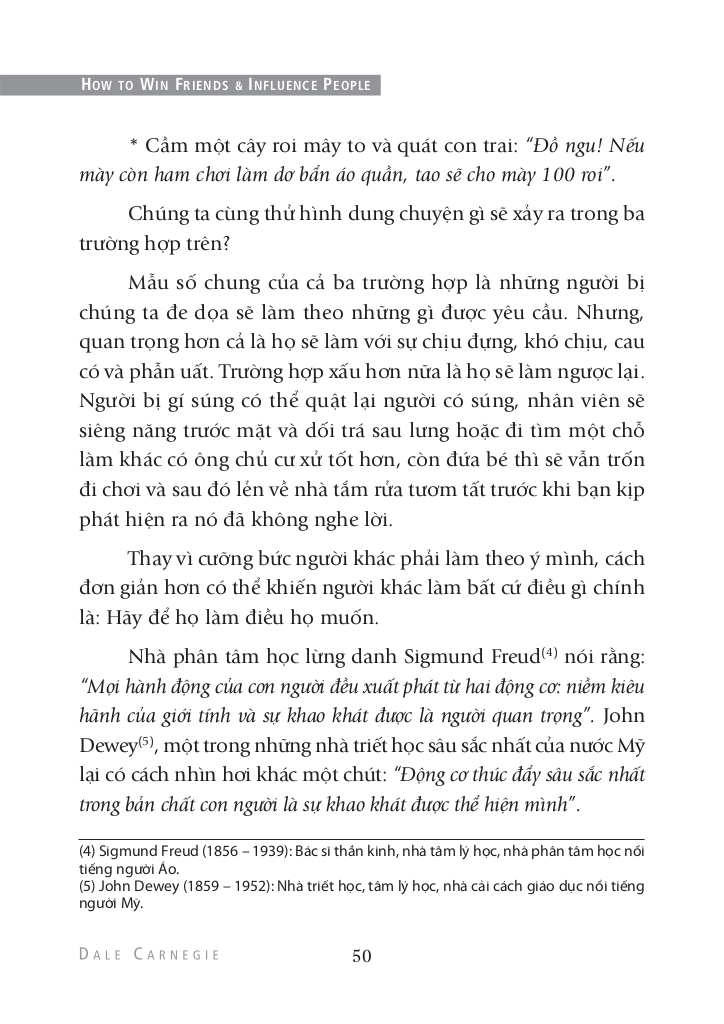 HOW TO WIN FRIENDS & INFLUENCE PEOPLE
* Cầm một cây roi mây to và quát con trai: “Đồ ngu! Nếu
mày còn ham chơi làm dơ bẩn áo quần, tao sẽ cho mày 100 roi”.
Chúng ta cùng thử hình dung chuyện gì sẽ xảy ra trong ba
trường hợp trên?
Mẫu số chung của cả ba trường hợp là những người bị
chúng ta đe dọa sẽ làm theo những gì được yêu cầu. Nhưng,
quan trọng hơn cả là họ sẽ làm với sự chịu đựng, khó chịu, cau
có và phẫn uất. Trường hợp xấu hơn nữa là họ sẽ làm ngược lại.
Người bị gí súng có thể quật lại người có súng, nhân viên sẽ
siêng năng trước mặt và dối trá sau lưng hoặc đi tìm một chỗ
làm khác có ông chủ cư xử tốt hơn, còn đứa bé thì sẽ vẫn trốn
đi chơi và sau đó lẻn về nhà tắm rửa tươm tất trước khi bạn kịp
phát hiện ra nó đã không nghe lời.
Thay vì cưỡng bức người khác phải làm theo ý mình, cách
đơn giản hơn có thể khiến người khác làm bất cứ điều gì chính
là: Hãy để họ làm điều họ muốn.
Nhà phân tâm học lừng danh Sigmund Freud(4) nói rằng:
“Mọi hành động của con người đều xuất phát từ hai động cơ: niềm kiêu
hãnh của giới tính và sự khao khát được là người quan trọng”. John
Dewey(5), một trong những nhà triết học sâu sắc nhất của nước Mỹ
lại có cách nhìn hơi khác một chút: “Động cơ thúc đẩy sâu sắc nhất
trong bản chất con người là sự khao khát được thể hiện mình”.
(4) Sigmund Freud (1856 – 1939): Bác sĩ thần kinh, nhà tâm lý học, nhà phân tâm học nổi
tiếng người Áo.
(5) John Dewey (1859 – 1952): Nhà triết học, tâm lý học, nhà cải cách giáo dục nổi tiếng
người Mỹ.
DALE CARNEGIE 50